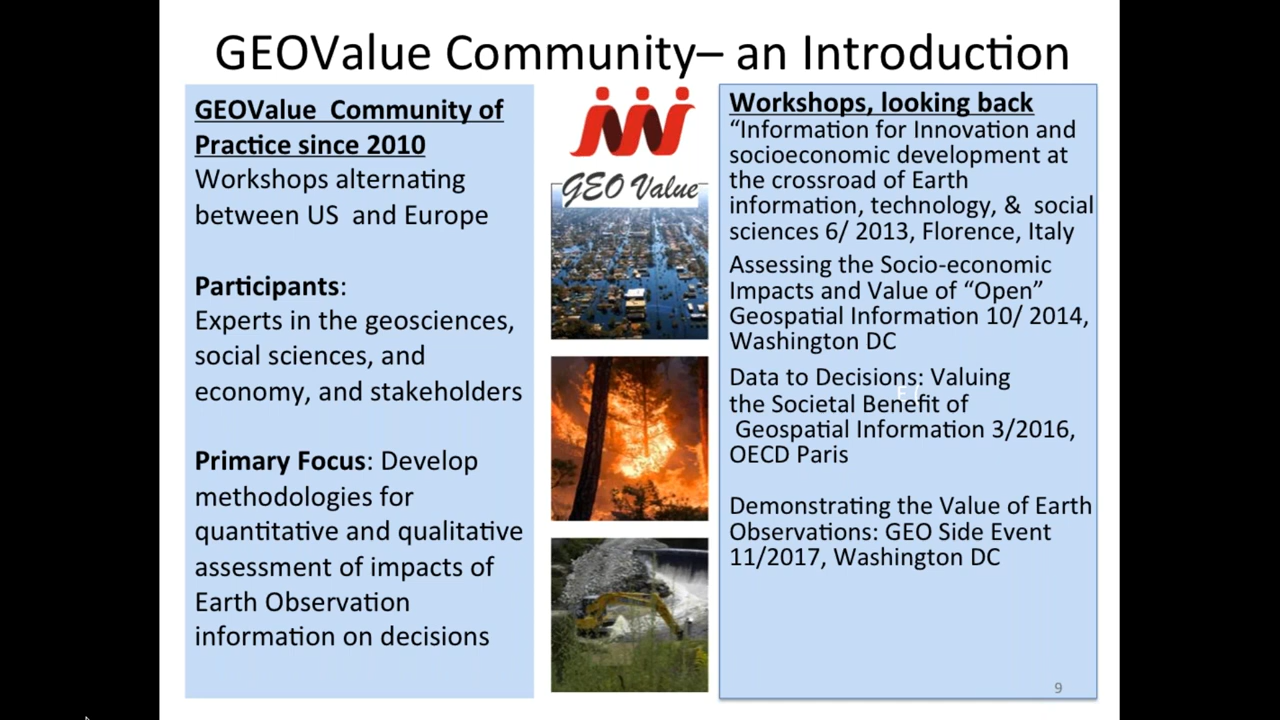 GEOValue Community– an Introduction
GEOValue  Community of
Practice since 2010
Workshops alternating
between US  and Europe
Participants:
Experts in the geosciences,
social sciences, and
economy, and stakeholders
Primary Focus: Develop
methodologies for
quantitative and qualitative
assessment of impacts of
Earth Observation
information on decisions
GEO Value
Workshops, looking back
“Information for Innovation and
socioeconomic development at
the crossroad of Earth
information, technology, &  social
sciences 6/ 2013, Florence, Italy
Assessing the Socio-economic
Impacts and Value of “Open”
Geospatial Information 10/ 2014,
Washington DC
Data to Decisions: Valuing
the Societal Benefit of
Geospatial Information 3/2016,
OECD Paris
Demonstrating the Value of Earth
Observations: GEO Side Event
11/2017, Washington DC
9